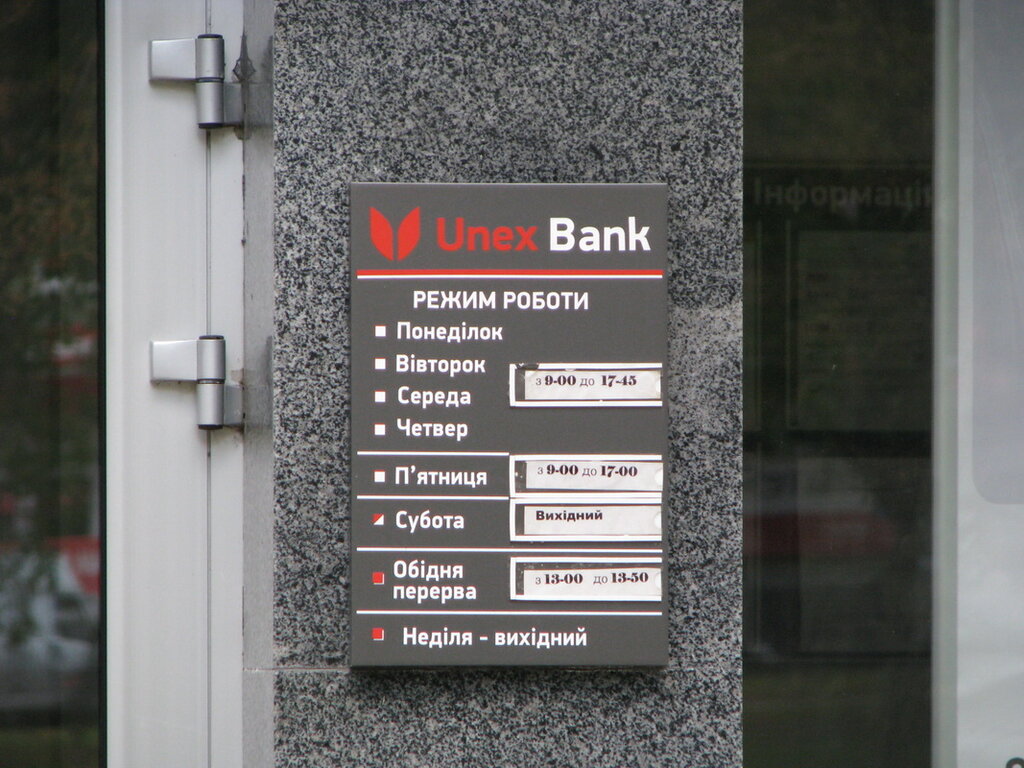 Unex Bank
РЕЖИМ РОБОТИ
Понеділок
Вівторок
з 9-00 до 17-45
Середа
Четвер
П'ятниця
з 9-00 до 17-00
Субота
Вихідний
Обідня
перерва
з 13-00 до 13-50
Неділя - вихідний
Інформація